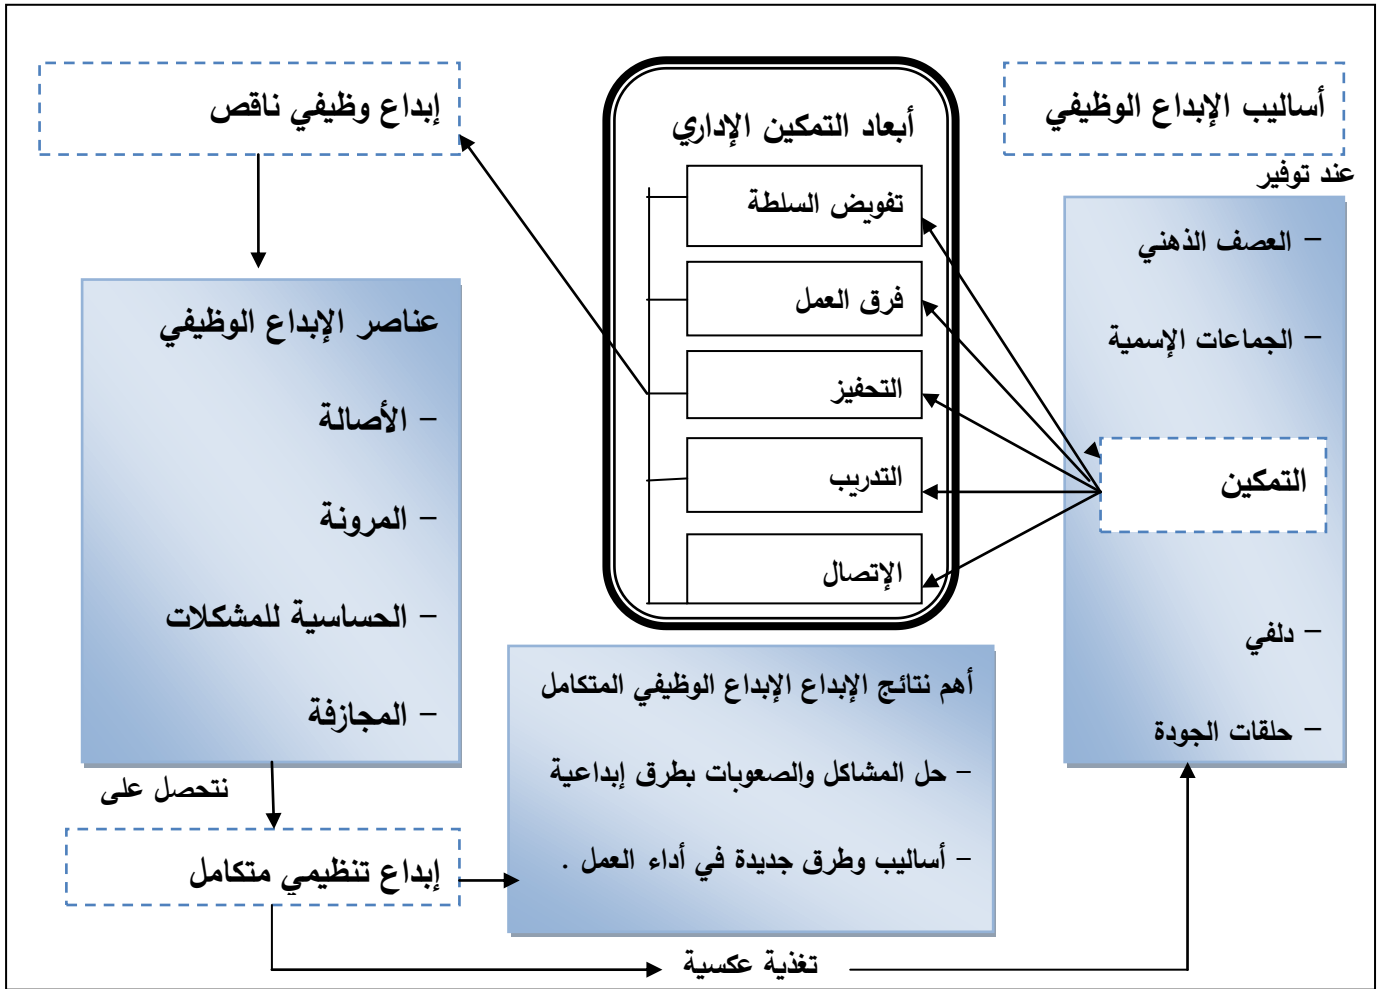 أساليب الإبداع الوظيفي
عند توفير
– العصف الذهني
– الجماعات الإسمية
التمكين
– دلفي
– حلقات الجودة
أبعاد التمكين الإداري
تفويض السلطة
فرق العمل
التحفيز
التدريب
الإتصال
إبداع وظيفي ناقص
عناصر الإبداع الوظيفي
– الأصالة
– المرونة
– الحساسية للمشكلات
– المجازفة
نتحصل على
إبداع تنظيمي متكامل
أهم نتائج الإبداع الإبداع الوظيفي المتكامل
– حل المشاكل والصعوبات بطرق إبداعية
– أساليب وطرق جديدة في أداء العمل .
تغذية عكسية